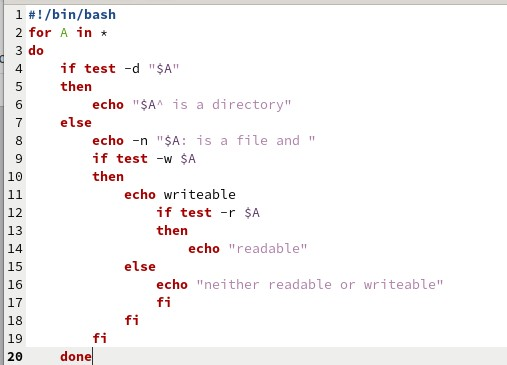 1 #!/bin/bash
2 for A in *
3 do
4     if test -d "$A"
5     then
6         echo "$A^ is a directory"
7     else
8         echo -n "$A: is a file and "
9         if test -w $A
10         then
11             echo writeable
12                 if test -r $A
13                 then
14                     echo "readable"
15             else
16                 echo "neither readable or writeable"
17                 fi
18             fi
19         fi
20     done